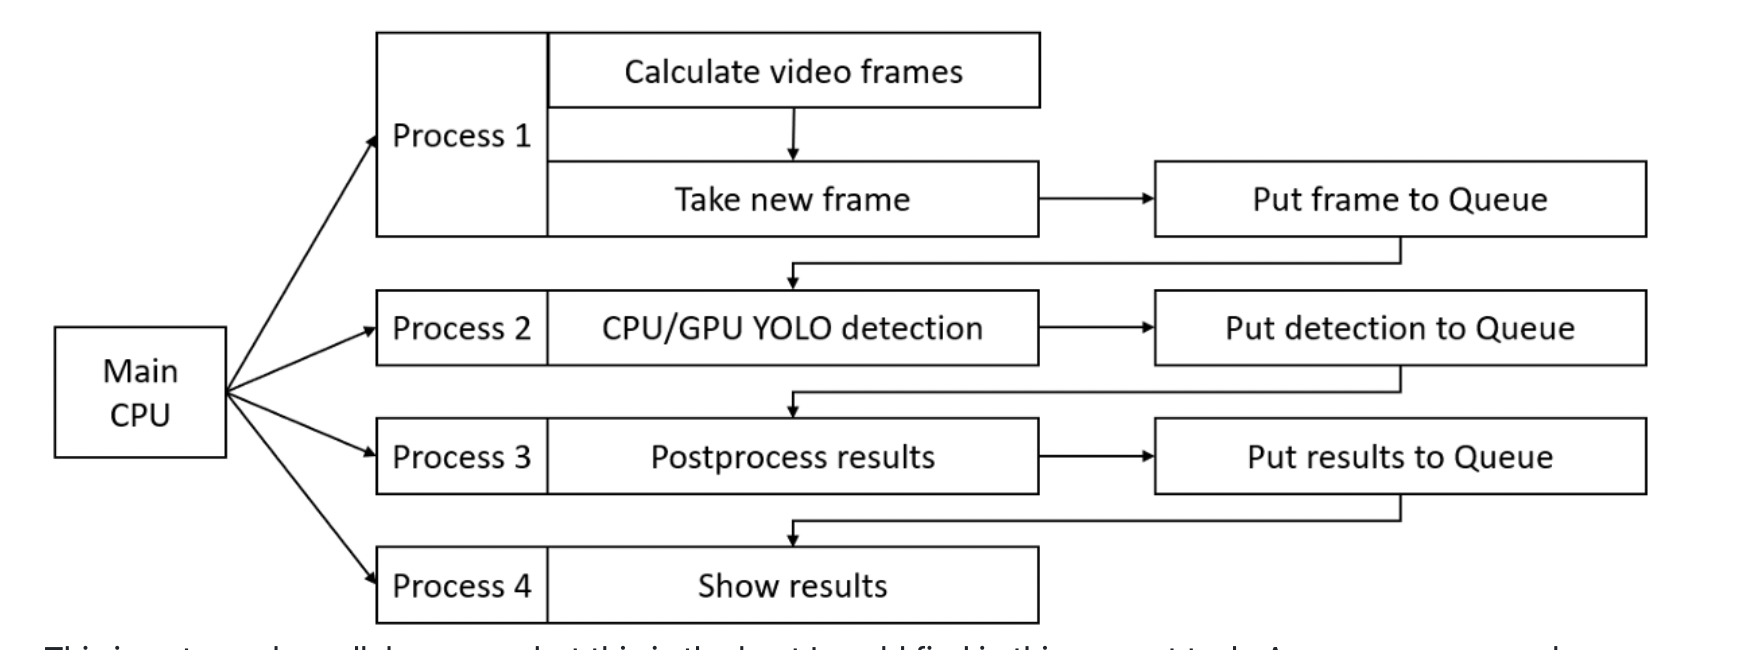 Calculate video frames
Process 1
Take new frame
Put frame to Queue
Process 2
CPU/GPU YOLO detection
Put detection to Queue
Main
CPU
Process 3
Postprocess results
Put results to Queue
Process 4
Show results